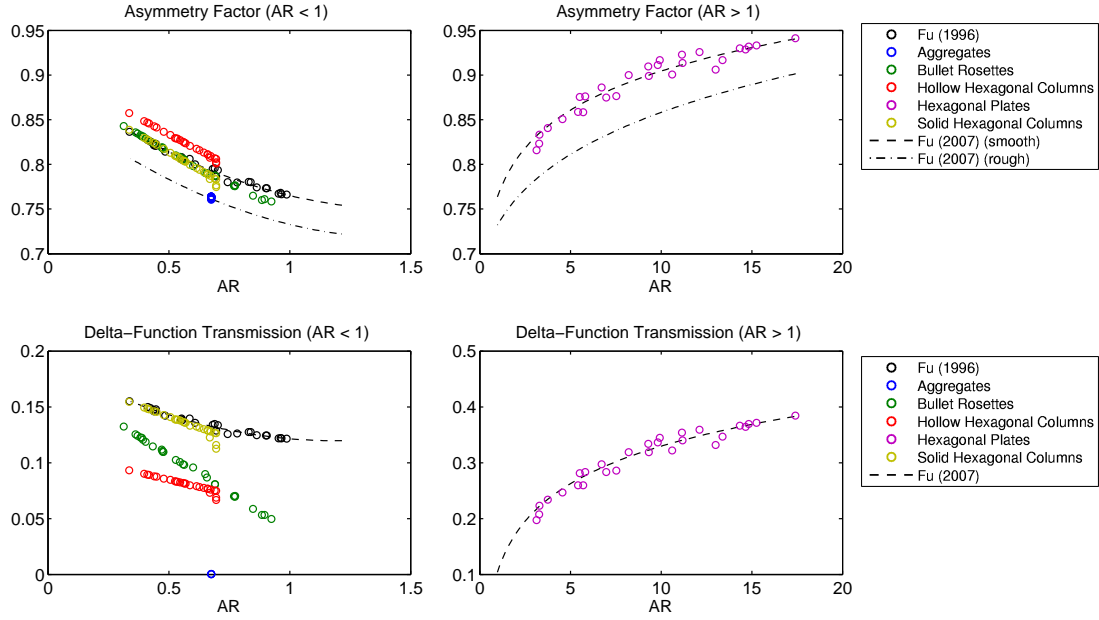 Asymmetry Factor (AR < 1)
0.95
0.9
0.85
0.8
0.75
0.7
0
0.5
1
1.5
AR
Asymmetry Factor (AR > 1)
0.95
0.9
0.85
0.8
0.75
0.7
0
5
10
15
20
AR
Fu (1996)
Aggregates
Bullet Rosettes
Hollow Hexagonal Columns
Hexagonal Plates
Solid Hexagonal Columns
Fu (2007) (smooth)
Fu (2007) (rough)
Delta−Function Transmission (AR < 1)
0.2
0.15
0.1
0.05
0
0
0.5
1
1.5
AR
Delta−Function Transmission (AR > 1)
0.5
0.4
0.3
0.2
0.1
0
5
10
15
20
AR
Fu (1996)
Aggregates
Bullet Rosettes
Hollow Hexagonal Columns
Hexagonal Plates
Solid Hexagonal Columns
Fu (2007)